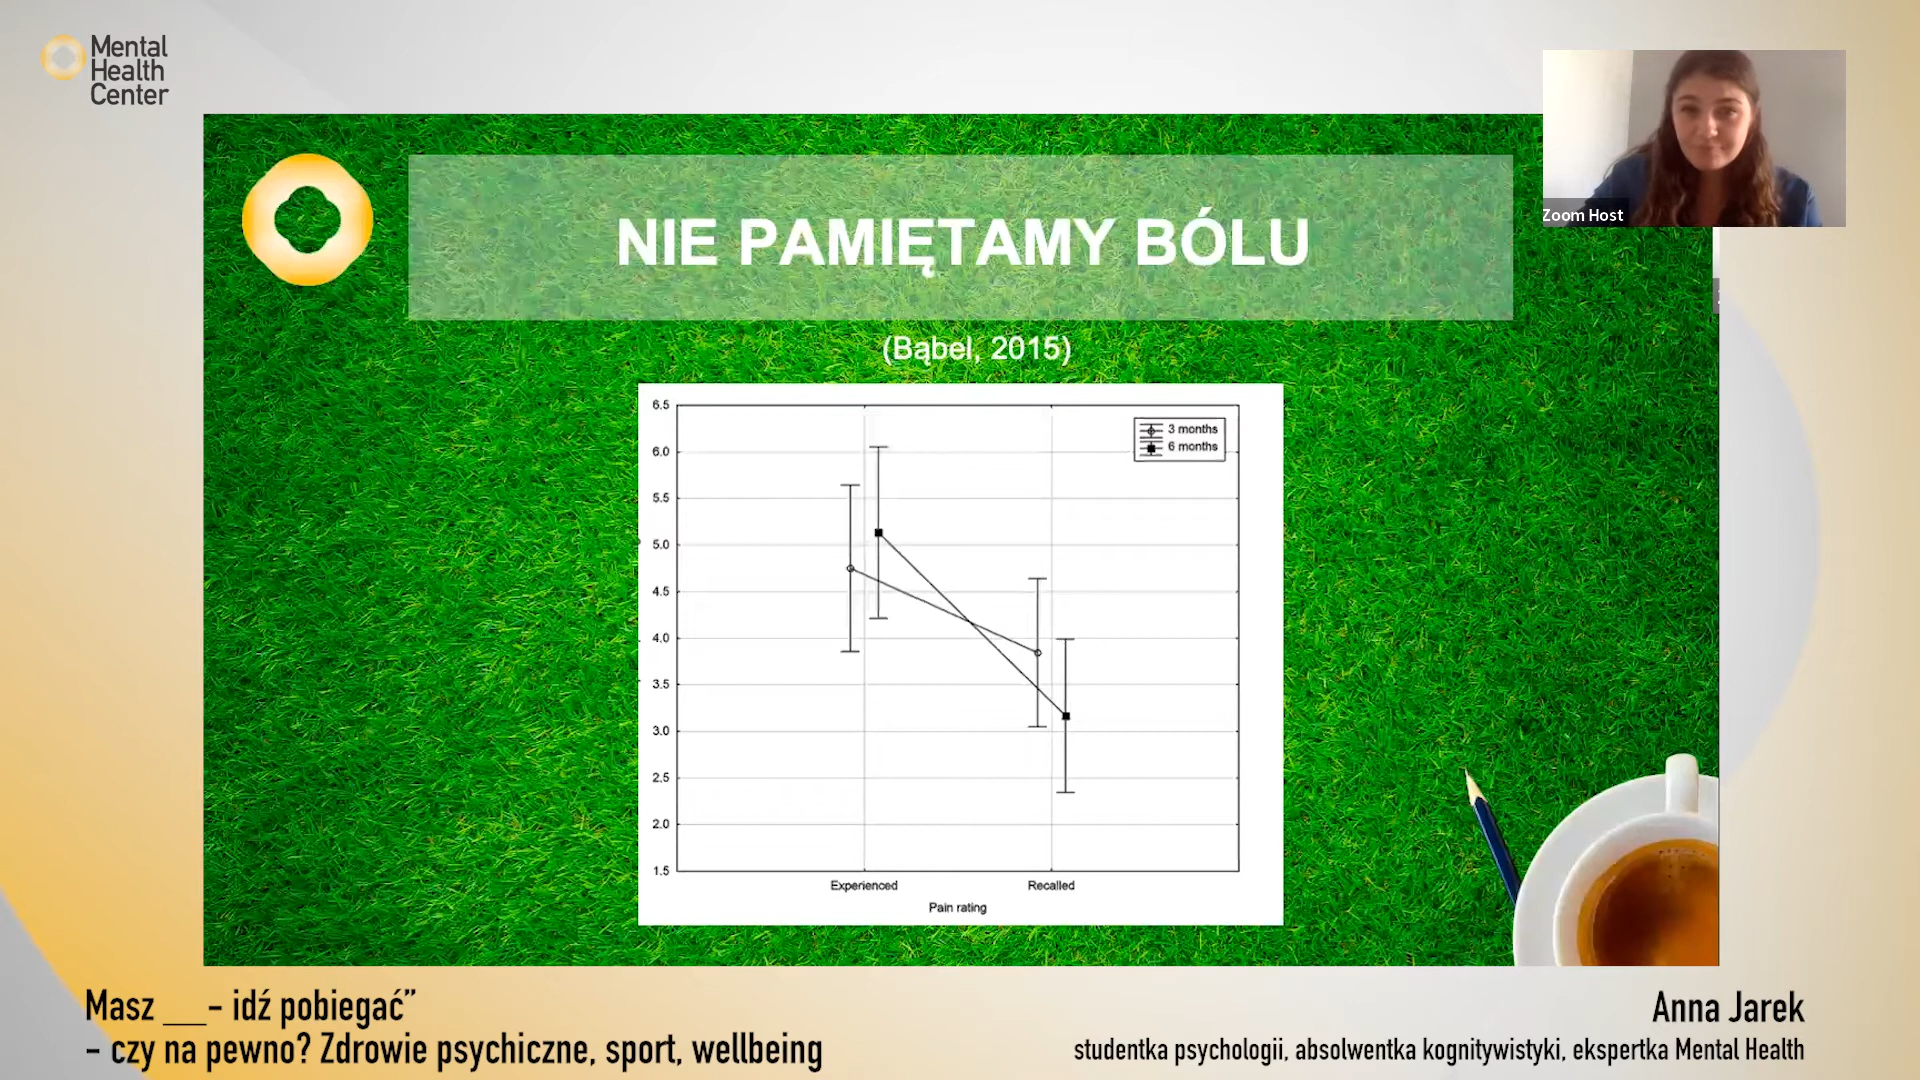 Mental
Health
Center
Zoom Host
NIE PAMIĘTAMY BÓLU
(Bąbel, 2015)
6.5
6.0
5.5
5.0
4.5
4.0
3.5
3.0
2.5
2.0
1.5
3 months
6 months
Experienced
Recalled
Pain rating
Masz __- idź pobiegać”
- czy na pewno? Zdrowie psychiczne, sport, wellbeing
Anna Jarek
studentka psychologii, absolwentka kognitywistyki, ekspertka Mental Health